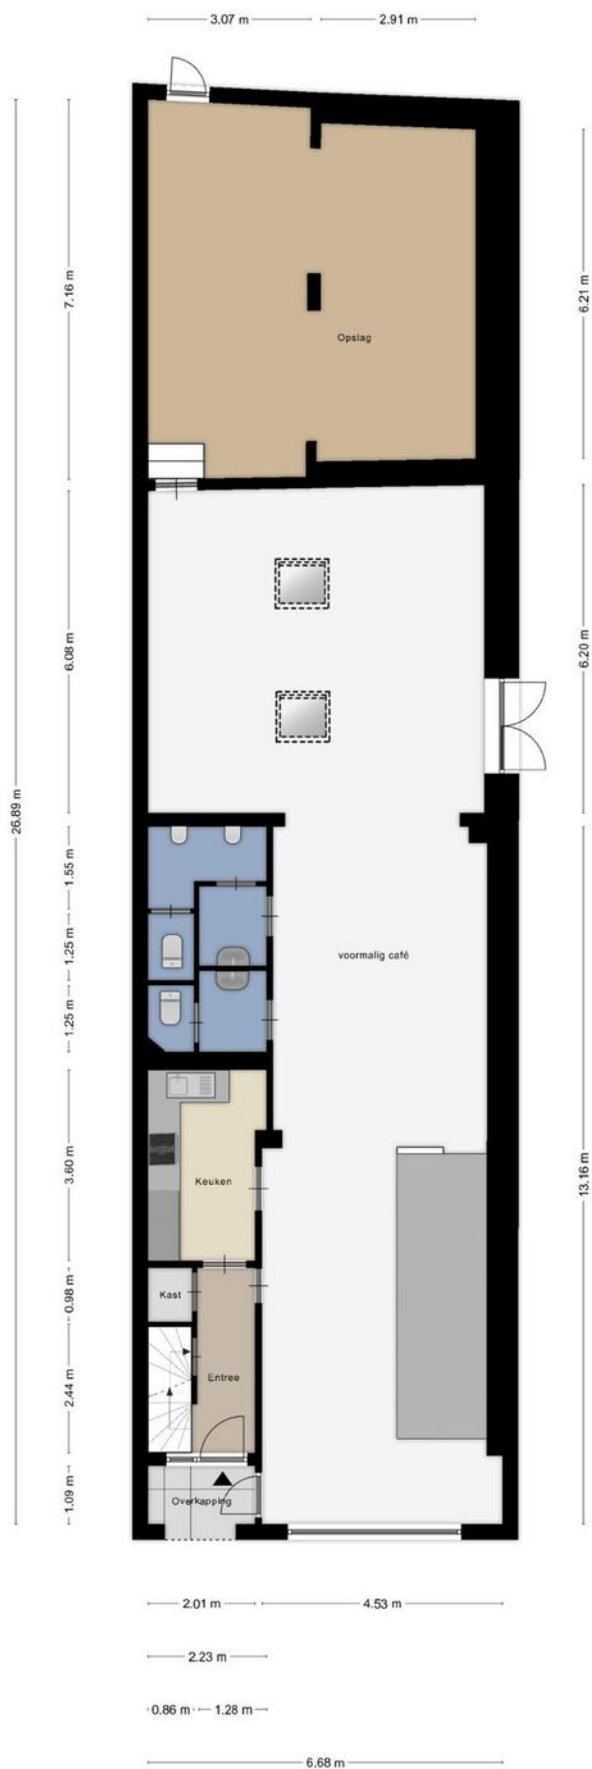 3.07 m
2.91 m
7.16 m
6.21 m
Opslag
26.89 m
6.08 m
6.20 m
1.55 m
1.25 m
1.25 m
voormalig café
3.60 m
Keuken
13.16 m
0.98 m
Kast
2.44 m
Entree
1.09 m
Overkapping
2.01 m
4.53 m
2.23 m
0.86 m
1.28 m
6.68 m